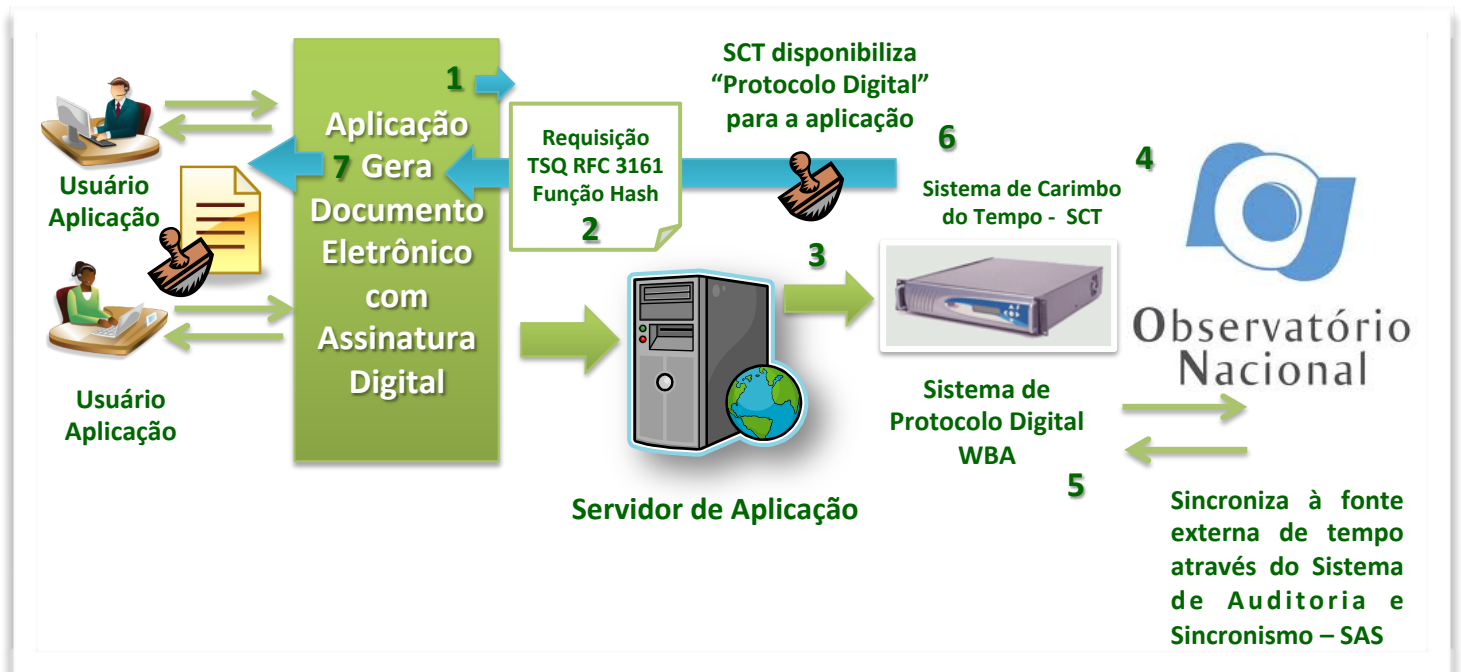 SCT disponibiliza
“Protocolo Digital”
para a aplicação
1
Aplicação
7 Gera
Documento
Eletrônico
com
Assinatura
Digital
Requisição
TSQ RFC 3161
Função Hash
2
6
4
Usuário
Aplicação
Sistema de Carimbo
do Tempo - SCT
3
Observatório
Nacional
Usuário
Aplicação
Sistema de
Protocolo Digital
WBA
5
Servidor de Aplicação
Sincroniza à fonte
externa de tempo
através do Sistema
de Auditoria e
Sincronismo – SAS